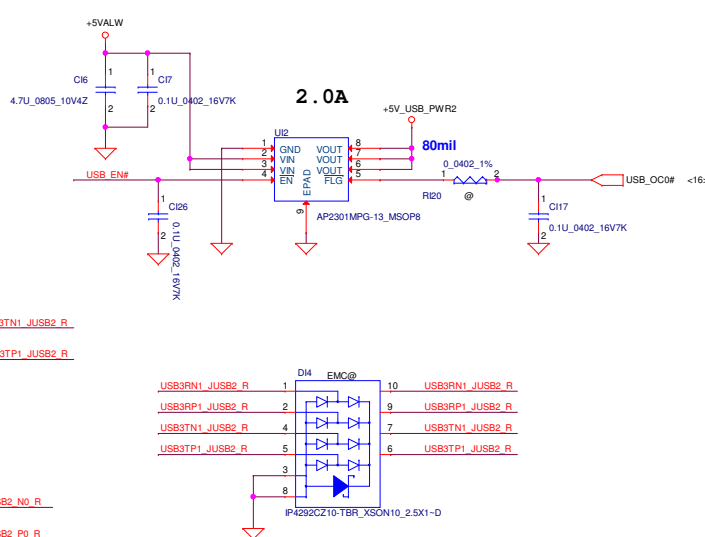 +5VALW
2.0A
+5V_USB_PWR2
CI6
1
2
4.7U_0805_10V4Z
CI7
1
2
0.1U_0402_16V7K
UI2
1 GND VOUT 8
2 VIN VOUT 7
3 VIN VOUT 6
4 EN FLG 5
EPAD
9
AP2301MPG-13_MSOP8
80mil
0_0402_1%
1 2
RI20 @
USB_OC0# <16:
USB_EN#
1
CI26
2
0.1U_0402_16V7K
1
CI17
2
0.1U_0402_16V7K
3TN1_JUSB2_R
3TP1_JUSB2_R
DI4 EMC@
USB3RN1_JUSB2_R 1 10 USB3RN1_JUSB2_R
USB3RP1_JUSB2_R 2 9 USB3RP1_JUSB2_R
USB3TN1_JUSB2_R 4 7 USB3TN1_JUSB2_R
USB3TP1_JUSB2_R 5 6 USB3TP1_JUSB2_R
3
8
IP4292CZ10-TBR_XSON10_2.5X1~D
SB2_N0_R
SB2_P0_R